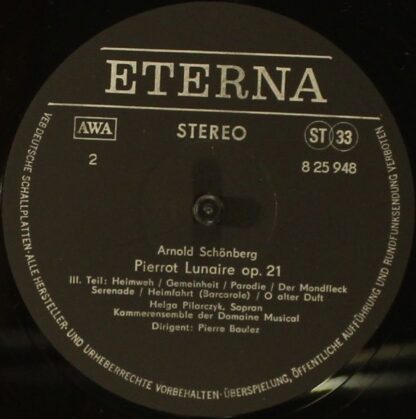 ETERNA
AWA
STEREO
ST 33
2
8 25 948
Arnold Schönberg
Pierrot Lunaire op. 21
III. Teil: Heimweh / Gemeinheit / Parodie / Der Mondfleck
Serenade / Heimfahrt (Barcarole) / O alter Duft
Helga Pilarczyk, Sopran
Kammerensemble der Domaine Musical
Dirigent: Pierre Boulez
VEB DEUTSCHE SCHALLPLATTEN · ALLE HERSTELLER- UND URHEBERRECHTE VORBEHALTEN · ÜBERSPIELUNG, ÖFFENTLICHE AUFFÜHRUNG UND RUNDFUNKSENDUNG VERBOTEN